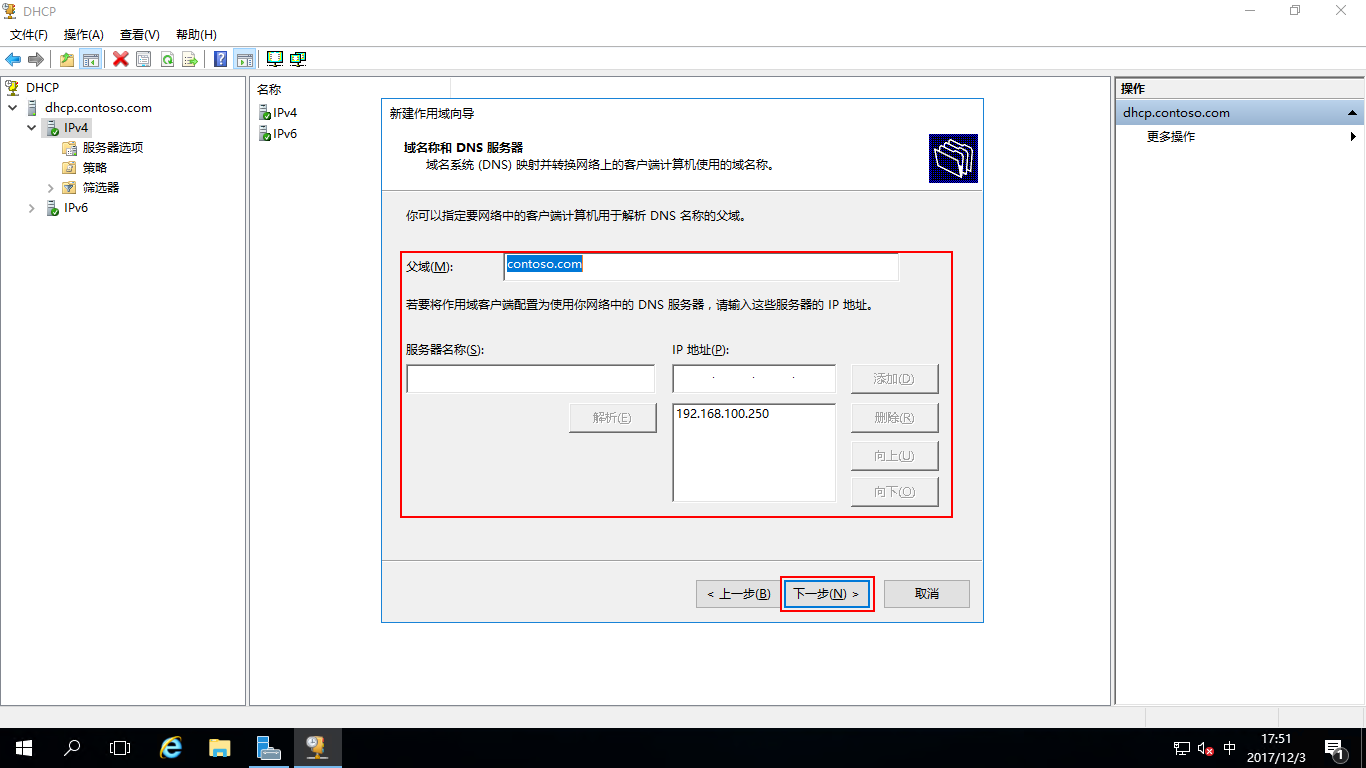 DHCP
文件(F) 操作(A) 查看(V) 帮助(H)
DHCP
dhcp.contoso.com
IPv4
服务器选项
策略
筛选器
IPv6
名称
IPv4
IPv6
新建作用域向导
域名称和 DNS 服务器
域名系统 (DNS) 映射并转换网络上的客户端计算机使用的域名称。
你可以指定要网络中的客户端计算机用于解析 DNS 名称的父域。
父域(M): contoso.com
若要将作用域客户端配置为使用你网络中的 DNS 服务器，请输入这些服务器的 IP 地址。
服务器名称(S): IP 地址(P):
. . . 添加(D)
解析(E) 192.168.100.250 删除(R)
向上(U)
向下(O)
< 上一步(B) 下一步(N) > 取消
操作
dhcp.contoso.com
更多操作
中
17:51
2017/12/3
1